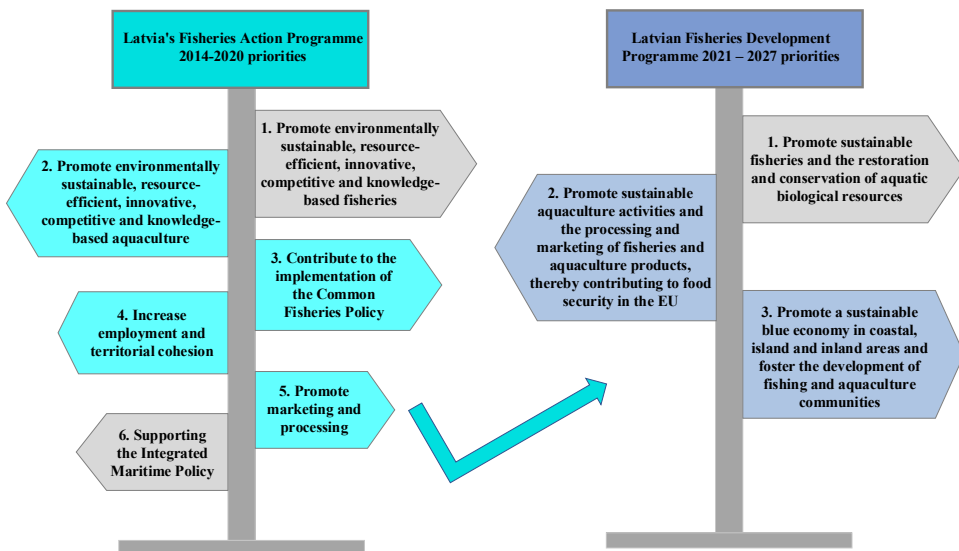 Latvia's Fisheries Action Programme
2014-2020 priorities
1. Promote environmentally
sustainable, resource-
efficient, innovative,
competitive and knowledge-
based fisheries
2. Promote environmentally
sustainable, resource-
efficient, innovative,
competitive and knowledge-
based aquaculture
3. Contribute to the
implementation of
the Common
Fisheries Policy
4. Increase
employment and
territorial cohesion
5. Promote
marketing and
processing
6. Supporting
the Integrated
Maritime Policy
Latvian Fisheries Development
Programme 2021 – 2027 priorities
1. Promote sustainable
fisheries and the restoration
and conservation of aquatic
biological resources
2. Promote sustainable
aquaculture activities and
the processing and
marketing of fisheries and
aquaculture products,
thereby contributing to food
security in the EU
3. Promote a sustainable
blue economy in coastal,
island and inland areas and
foster the development of
fishing and aquaculture
communities